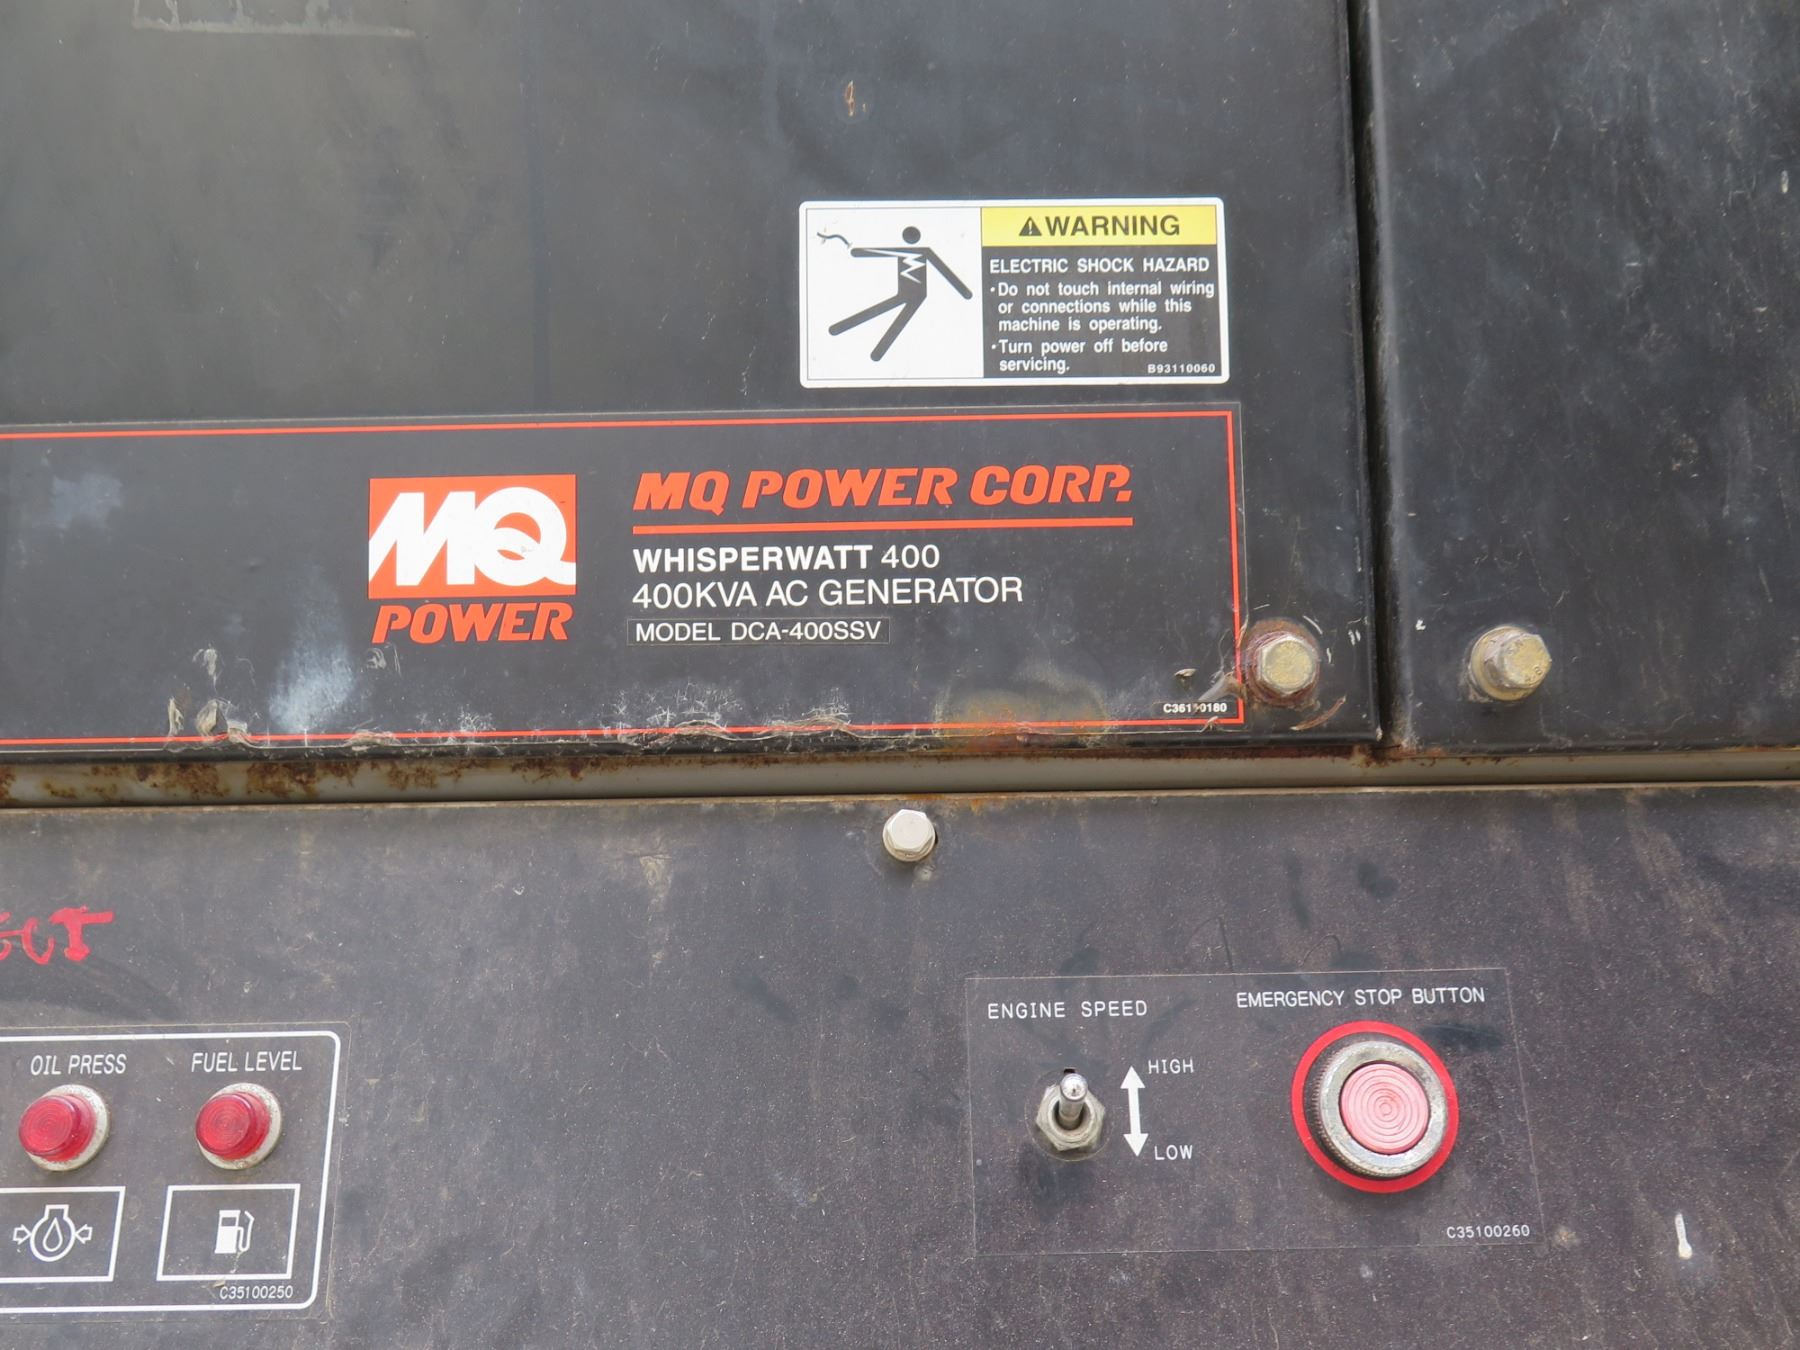 WARNING
ELECTRIC SHOCK HAZARD
·Do not touch internal wiring
or connections while this
machine is operating.
·Turn power off before
servicing.
B93110060
MQ
POWER
MQ POWER CORP.
WHISPERWATT 400
400KVA AC GENERATOR
MODEL DCA-400SSV
OIL PRESS
FUEL LEVEL
C35100250
ENGINE SPEED
HIGH
LOW
EMERGENCY STOP BUTTON
C35100260